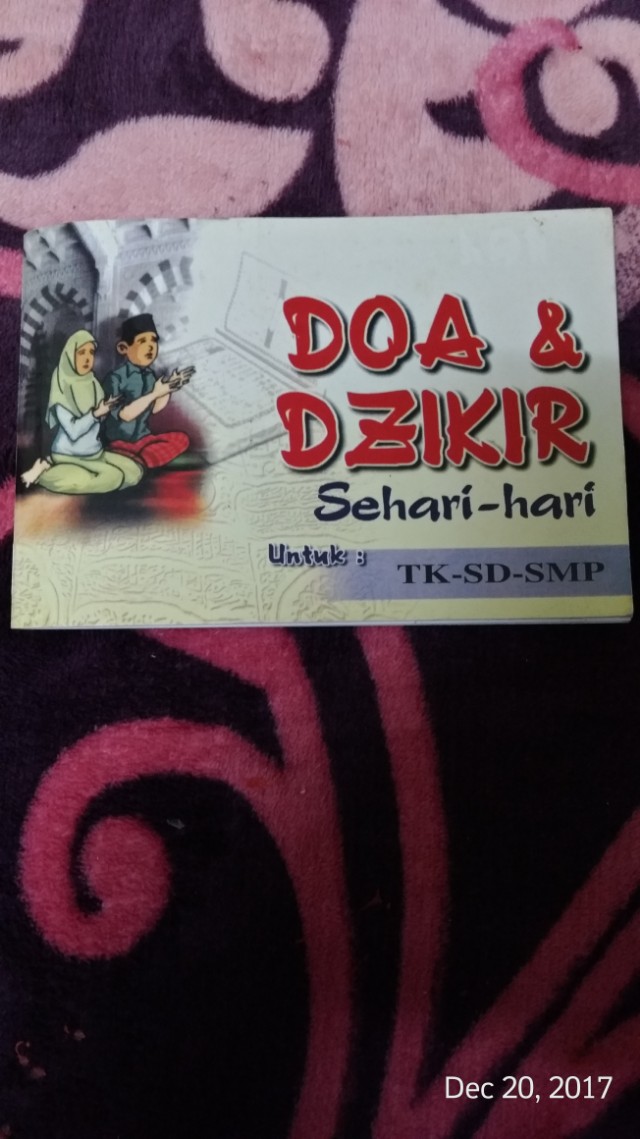 DOA &
DZIKIR
Sehari-hari
Untuk :
TK-SD-SMP
Dec 20, 2017